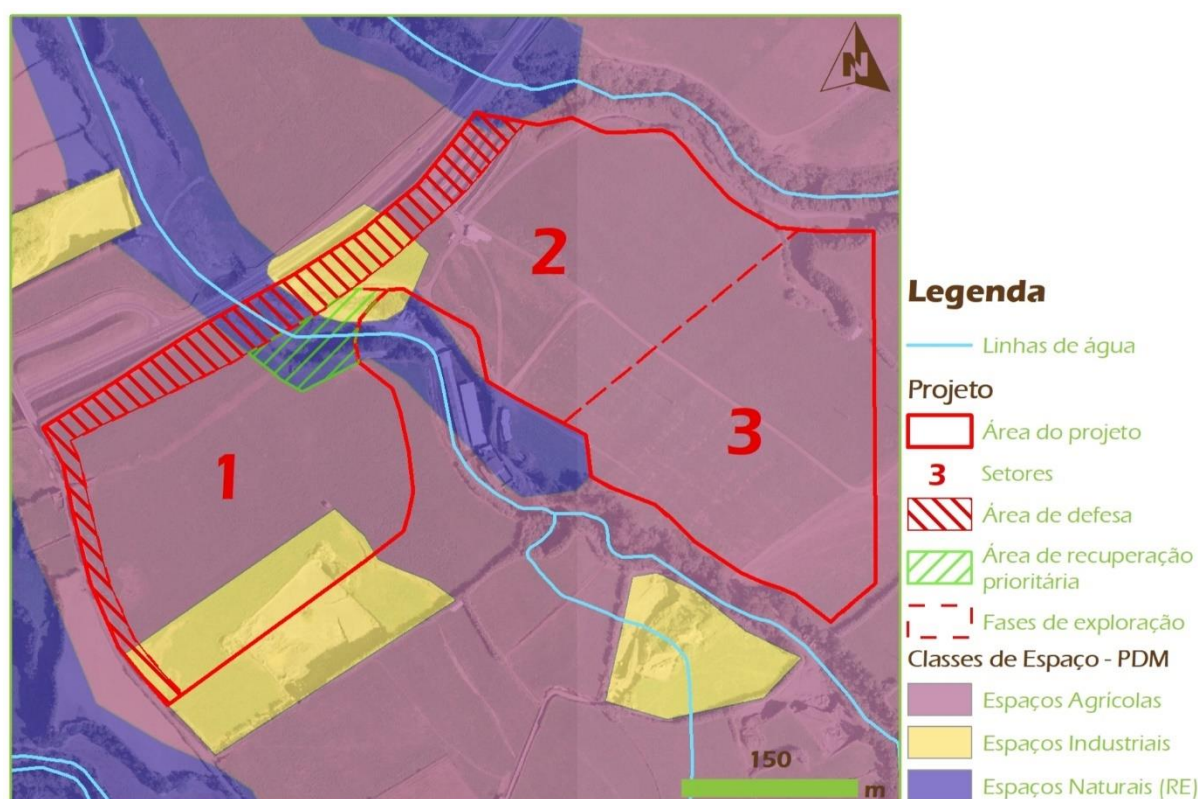 N
2
1
3
150
m
Legenda
Linhas de água
Projeto
Área do projeto
3 Setores
Área de defesa
Área de recuperação
prioritária
Fases de exploração
Classes de Espaço - PDM
Espaços Agrícolas
Espaços Industriais
Espaços Naturais (RE)